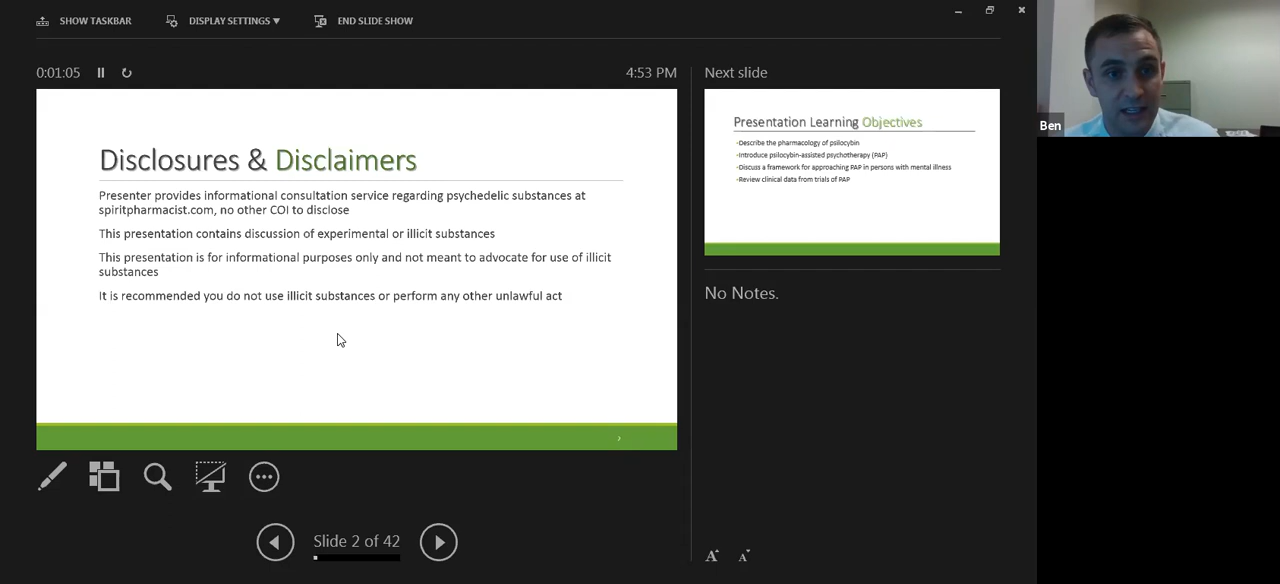 SHOW TASKBAR
DISPLAY SETTINGS ▾
END SLIDE SHOW
0:01:05
4:53 PM
Next slide
Disclosures & Disclaimers
Presenter provides informational consultation service regarding psychedelic substances at
spiritpharmacist.com, no other COI to disclose
This presentation contains discussion of experimental or illicit substances
This presentation is for informational purposes only and not meant to advocate for use of illicit
substances
It is recommended you do not use illicit substances or perform any other unlawful act
Presentation Learning Objectives
•Describe the pharmacology of psilocybin
•Introduce psilocybin-assisted psychotherapy (PAP)
•Discuss a framework for approaching PAP in persons with mental illness
•Review clinical data from trials of PAP
No Notes.
Slide 2 of 42
A
A
Ben